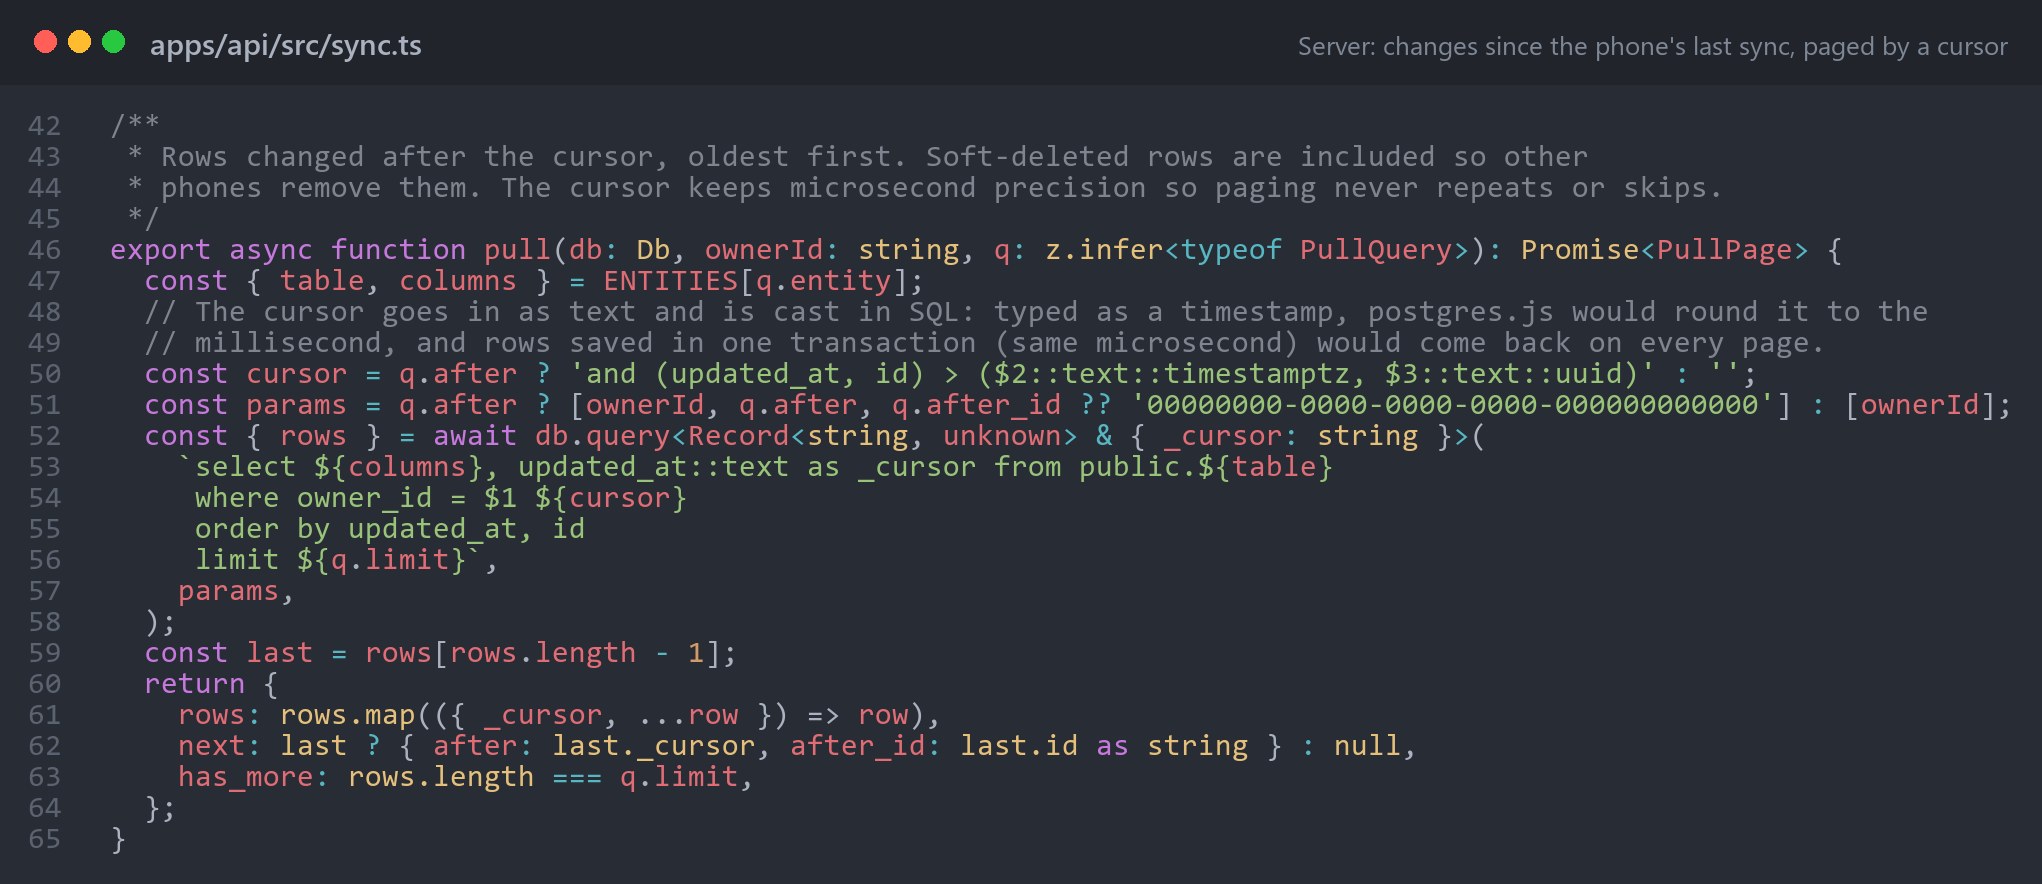 apps/api/src/sync.ts
Server: changes since the phone's last sync, paged by a cursor
42 /**
43  * Rows changed after the cursor, oldest first. Soft-deleted rows are included so other
44  * phones remove them. The cursor keeps microsecond precision so paging never repeats or skips.
45  */
46 export async function pull(db: Db, ownerId: string, q: z.infer<typeof PullQuery>): Promise<PullPage> {
47   const { table, columns } = ENTITIES[q.entity];
48   // The cursor goes in as text and is cast in SQL: typed as a timestamp, postgres.js would round it to the
49   // millisecond, and rows saved in one transaction (same microsecond) would come back on every page.
50   const cursor = q.after ? 'and (updated_at, id) > ($2::text::timestamptz, $3::text::uuid)' : '';
51   const params = q.after ? [ownerId, q.after, q.after_id ?? '00000000-0000-0000-0000-000000000000'] : [ownerId];
52   const { rows } = await db.query<Record<string, unknown> & { _cursor: string }>(
53     `select ${columns}, updated_at::text as _cursor from public.${table}
54      where owner_id = $1 ${cursor}
55      order by updated_at, id
56      limit ${q.limit}`,
57     params,
58   );
59   const last = rows[rows.length - 1];
60   return {
61     rows: rows.map(({ _cursor, ...row }) => row),
62     next: last ? { after: last._cursor, after_id: last.id as string } : null,
63     has_more: rows.length === q.limit,
64   };
65 }